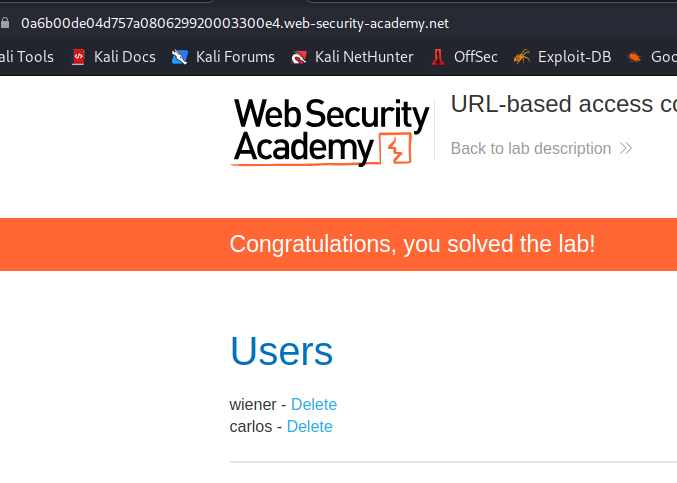 0a6b00de04d757a080629920003300e4.web-security-academy.net
ali Tools Kali Docs Kali Forums Kali NetHunter OffSec Exploit-DB Goo
Web Security
Academy
URL-based access co
Back to lab description
Congratulations, you solved the lab!
Users
wiener - Delete
carlos - Delete